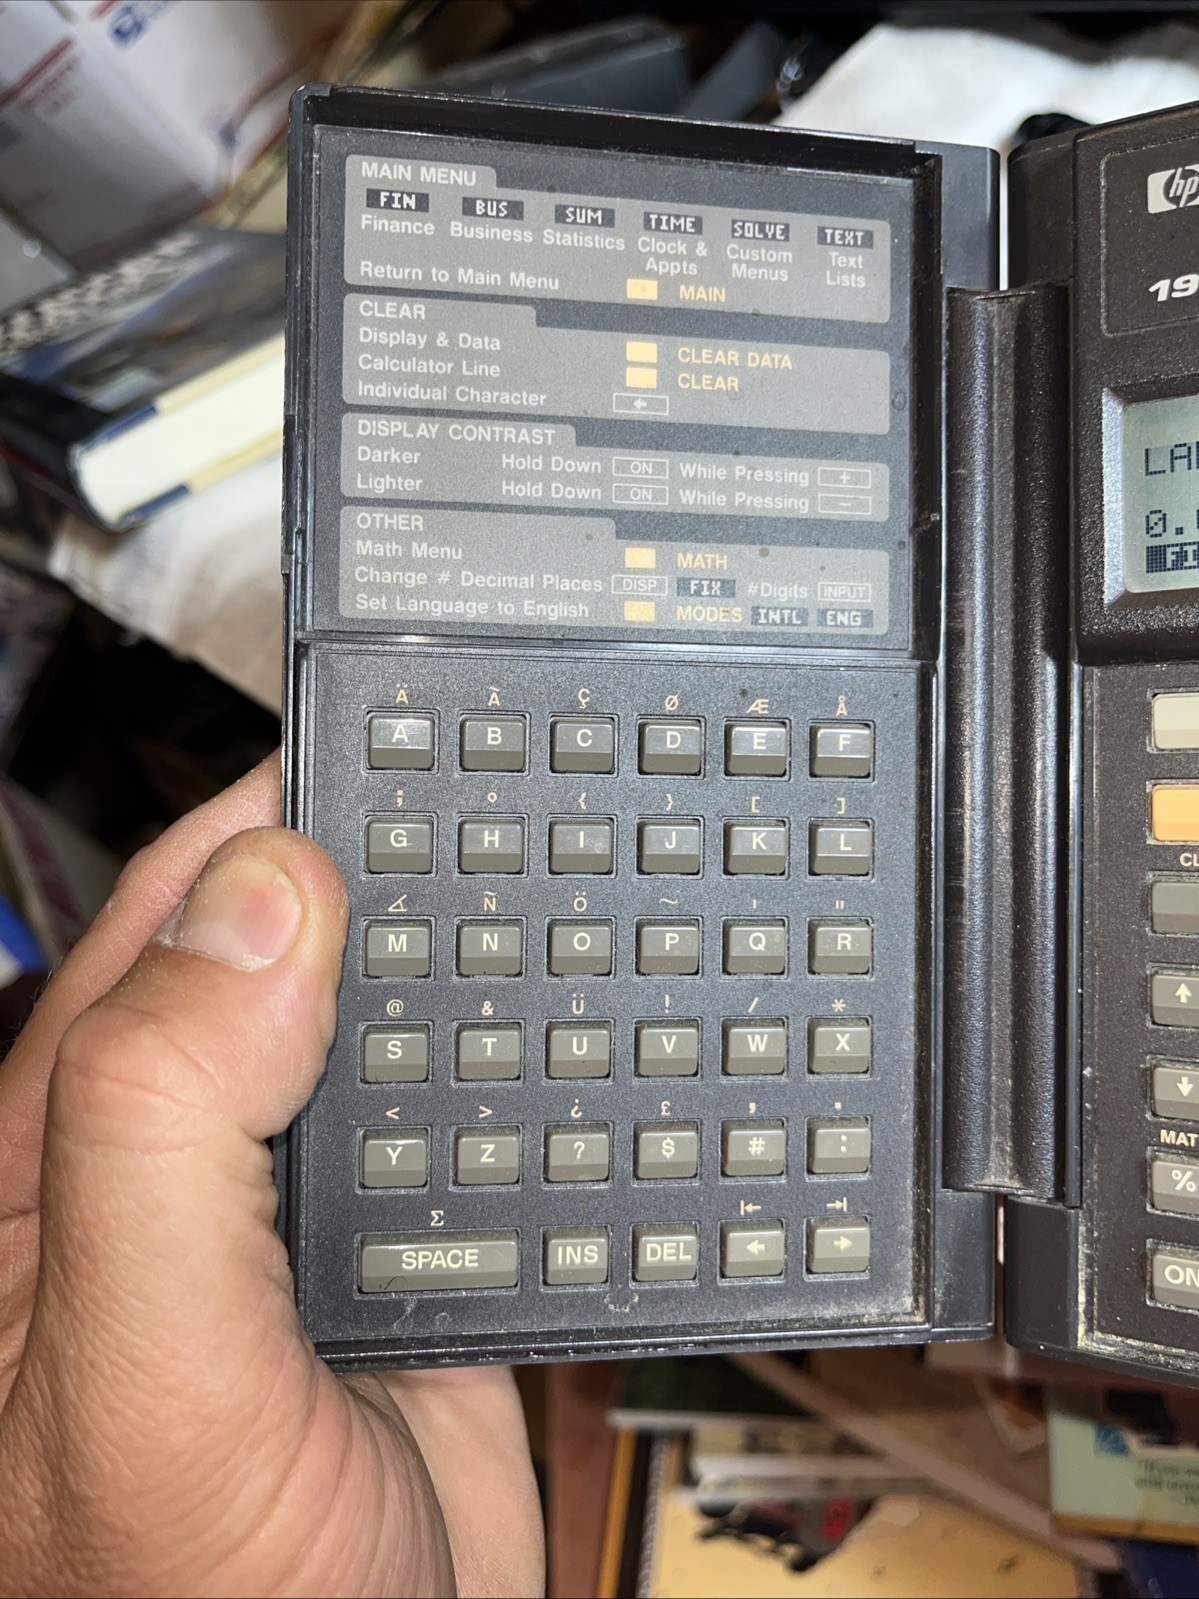 MAIN MENU
FIN BUS SUM TIME SOLVE TEXT
Finance Business Statistics Clock & Appts Custom Menus Text Lists
Return to Main Menu MAIN
CLEAR
Display & Data CLEAR DATA
Calculator Line CLEAR
Individual Character ←
DISPLAY CONTRAST
Darker Hold Down ON While Pressing +
Lighter Hold Down ON While Pressing −
OTHER
Math Menu MATH
Change # Decimal Places DISP FIX #Digits INPUT
Set Language to English MODES INTL ENG
Ä Ã Ç Ø Æ Å
A B C D E F
; ° { } [ ]
G H I J K L
∡ Ñ Ö ~ ' "
M N O P Q R
@ & Ü ! / *
S T U V W X
< > ¿ £ , .
Y Z ? $ # :
Σ |← →|
SPACE INS DEL ← →
hp
19
LA
0.
FI
CL
↑
↓
MAT
%
ON